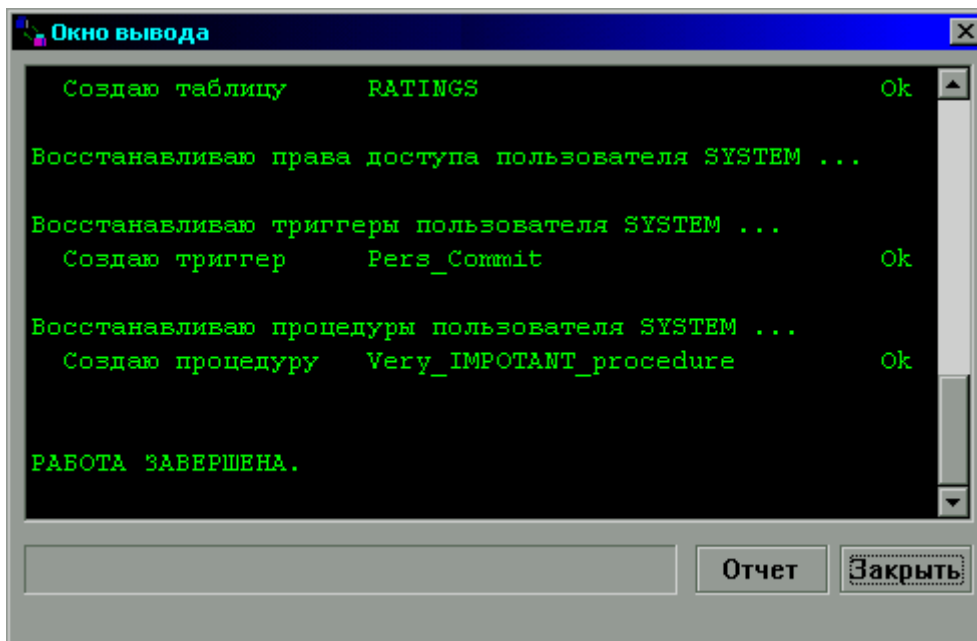 Окно вывода
Создаю таблицу RATINGS Ok
Восстанавливаю права доступа пользователя SYSTEM ...
Восстанавливаю триггеры пользователя SYSTEM ...
Создаю триггер Pers_Commit Ok
Восстанавливаю процедуры пользователя SYSTEM ...
Создаю процедуру Very_IMPOTANT_procedure Ok
РАБОТА ЗАВЕРШЕНА.
Отчет Закрыть